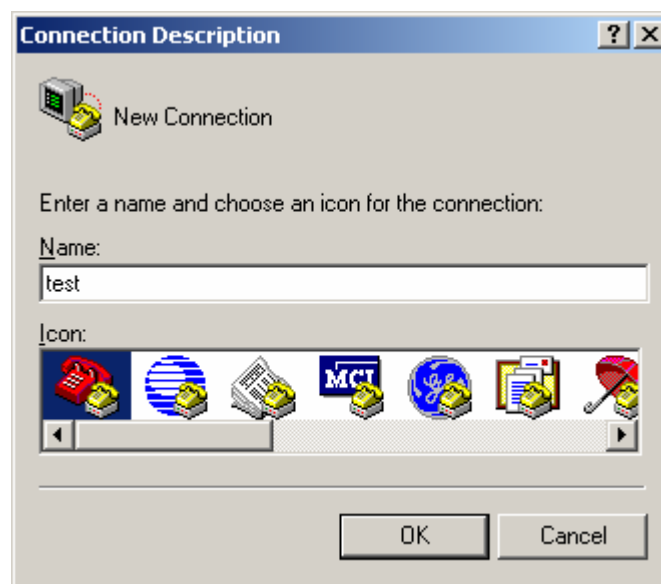 Connection Description
New Connection
Enter a name and choose an icon for the connection:
Name:
test
Icon:
MCI
OK Cancel